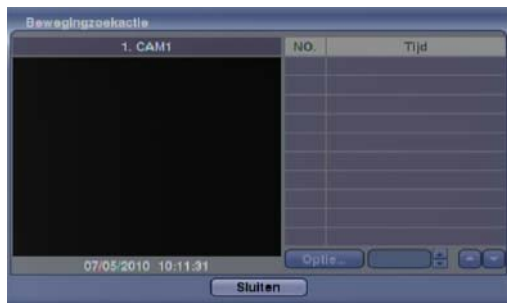 Bewegingzoekactie
1. CAM1
NO. Tijd
Optie...
07/05/2010 10:11:31
Sluiten